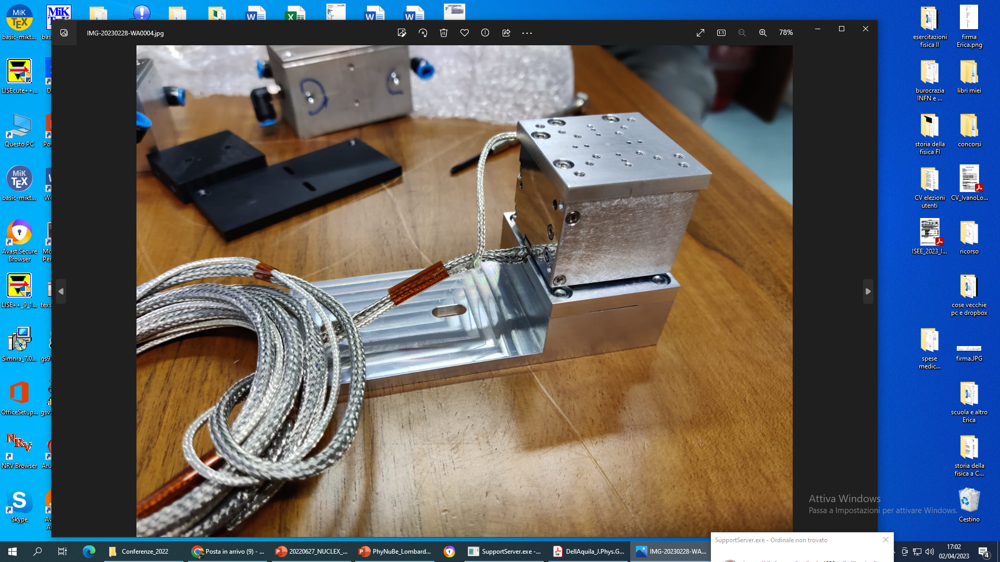 IMG-20230228-WA0004.jpg
78%
basic-mikt...
LISEcute++...
Questo PC
basic-mikt...
Avast Secure
Browser
LISE++_9_1...
Simnra_7.0...
OfficeSetup...
NRV Browser
Skype
esercitazioni
fisica II
firma
Erica.png
burocrazia
INFN e ...
libri miei
storia della
fisica FI
concorsi
CV elezioni
utenti
CV_IvanoLo...
ISEE_2023_I...
ricorso
cose vecchie
pc e dropbox
spese
medic...
firma.JPG
scuola e altro
Erica
storia della
fisica a C...
Cestino
Attiva Windows
Passa a Impostazioni per attivare Windows.
SupportServer.exe - Ordinale non trovato
Conferenze_2022
Posta in arrivo (9) - ...
20220627_NUCLEX_...
PhyNuBe_Lombard...
SupportServer.exe -...
DellAquila_J.Phys.G...
IMG-20230228-WA...
17:02
02/04/2023
4